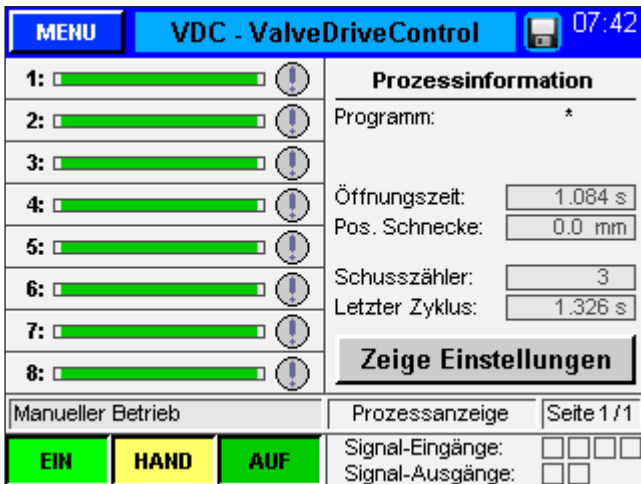 MENU
VDC - ValveDriveControl
07:42
1:
2:
3:
4:
5:
6:
7:
8:
Prozessinformation
Programm: *
Öffnungszeit: 1.084 s
Pos. Schnecke: 0.0 mm
Schusszähler: 3
Letzter Zyklus: 1.326 s
Zeige Einstellungen
Manueller Betrieb
Prozessanzeige
Seite 1/1
EIN
HAND
AUF
Signal-Eingänge:
Signal-Ausgänge: